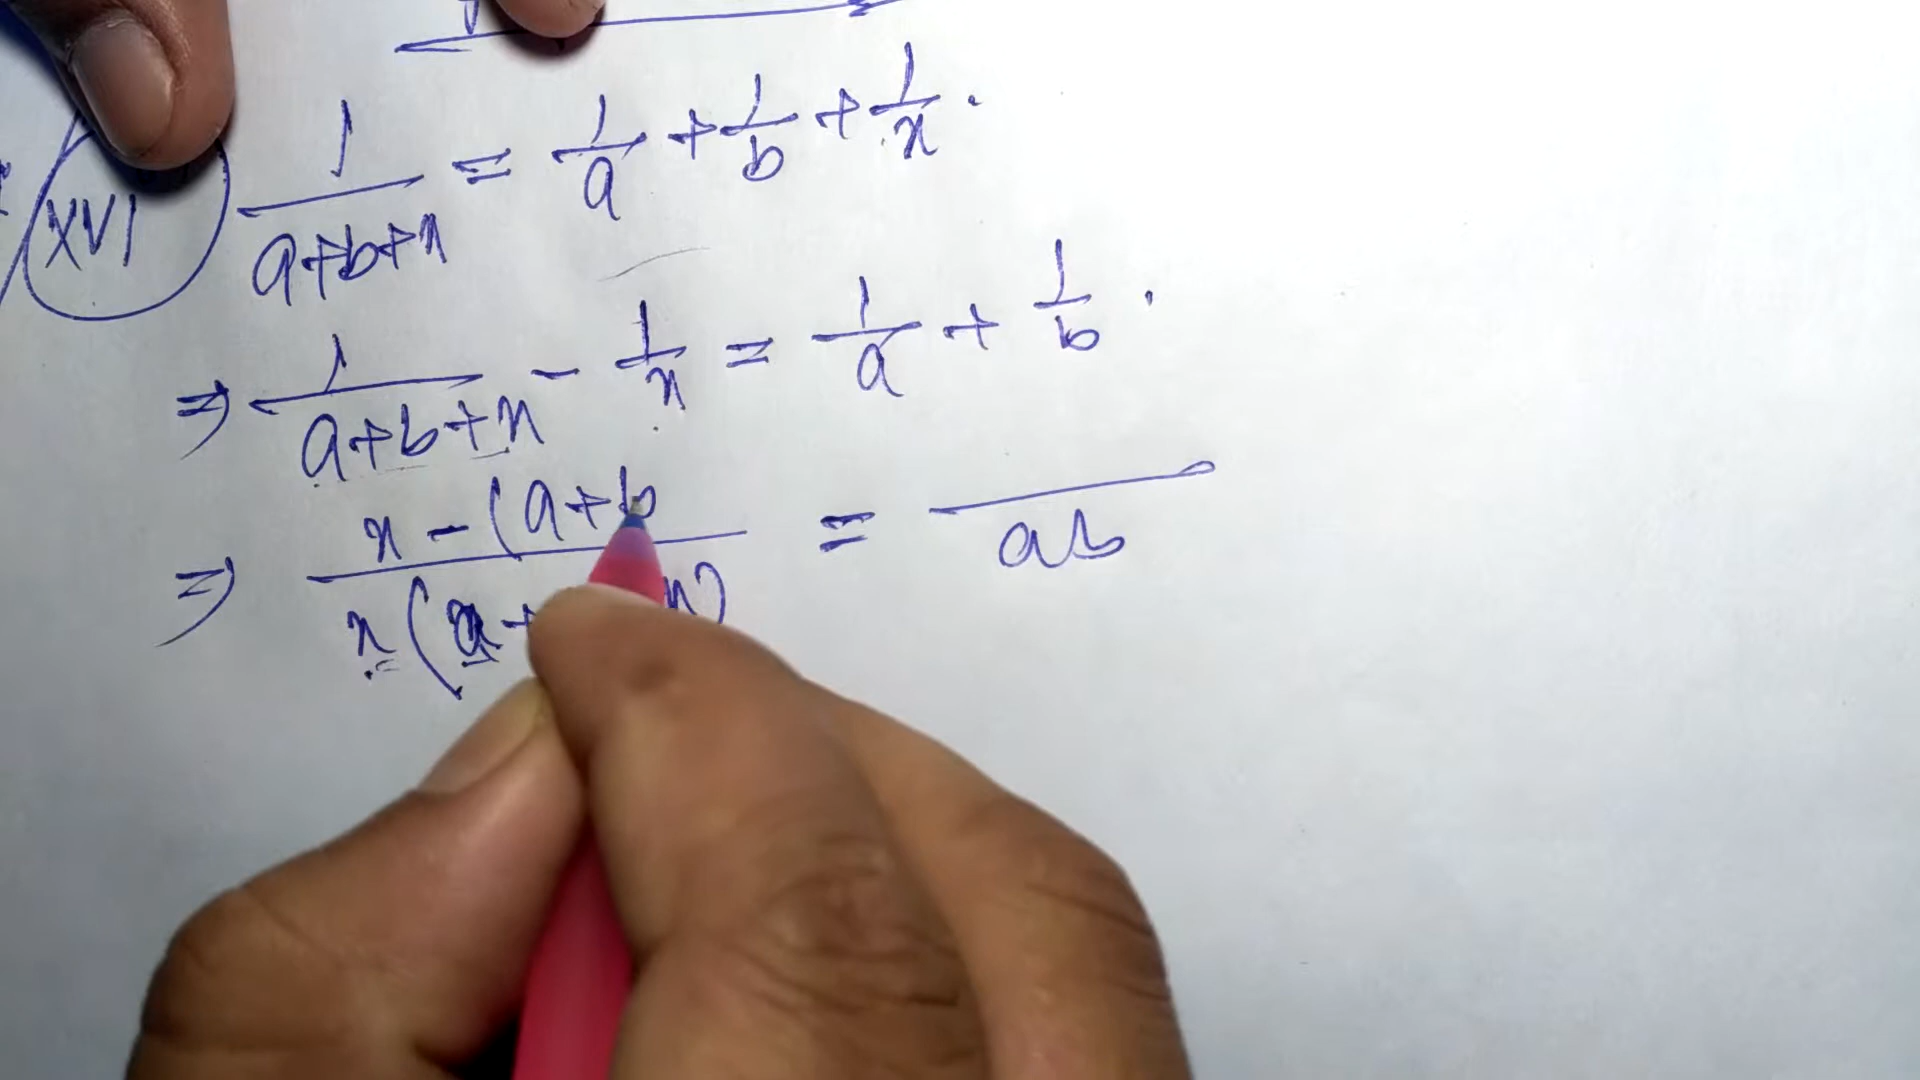 XVI 1/(a+b+x) = 1/a + 1/b + 1/x.
⇒ 1/(a+b+x) - 1/x = 1/a + 1/b.
⇒ x-(a+b / x(a+ x) = /ab